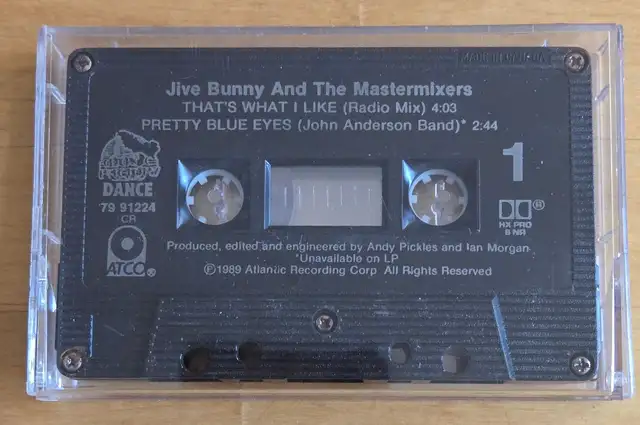 Jive Bunny And The Mastermixers
THAT'S WHAT I LIKE (Radio Mix) 4:03
PRETTY BLUE EYES (John Anderson Band)* 2:44
1
DANCE
79 91224
CR
ATCO®
DD®
HX PRO
B NR
Produced, edited and engineered by Andy Pickles and Ian Morgan
*Unavailable on LP
℗1989 Atlantic Recording Corp. All Rights Reserved